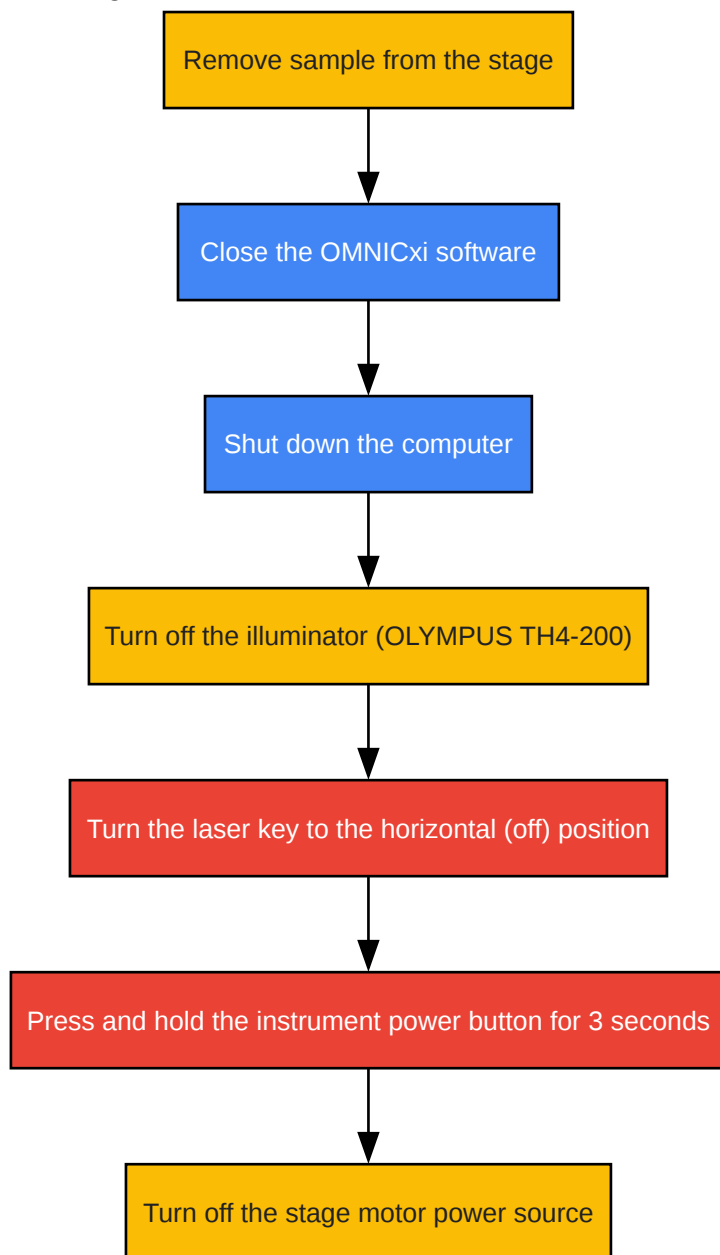 Remove sample from the stage
Close the OMNICxi software
Shut down the computer
Turn off the illuminator (OLYMPUS TH4-200)
Turn the laser key to the horizontal (off) position
Press and hold the instrument power button for 3 seconds
Turn off the stage motor power source